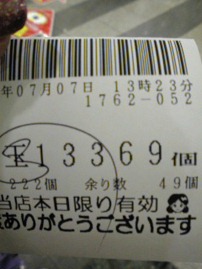 年07月07日 13時23分
1762-052
玉13369個
222個 余り数 49個
当店本日限り有効
ありがとうございます